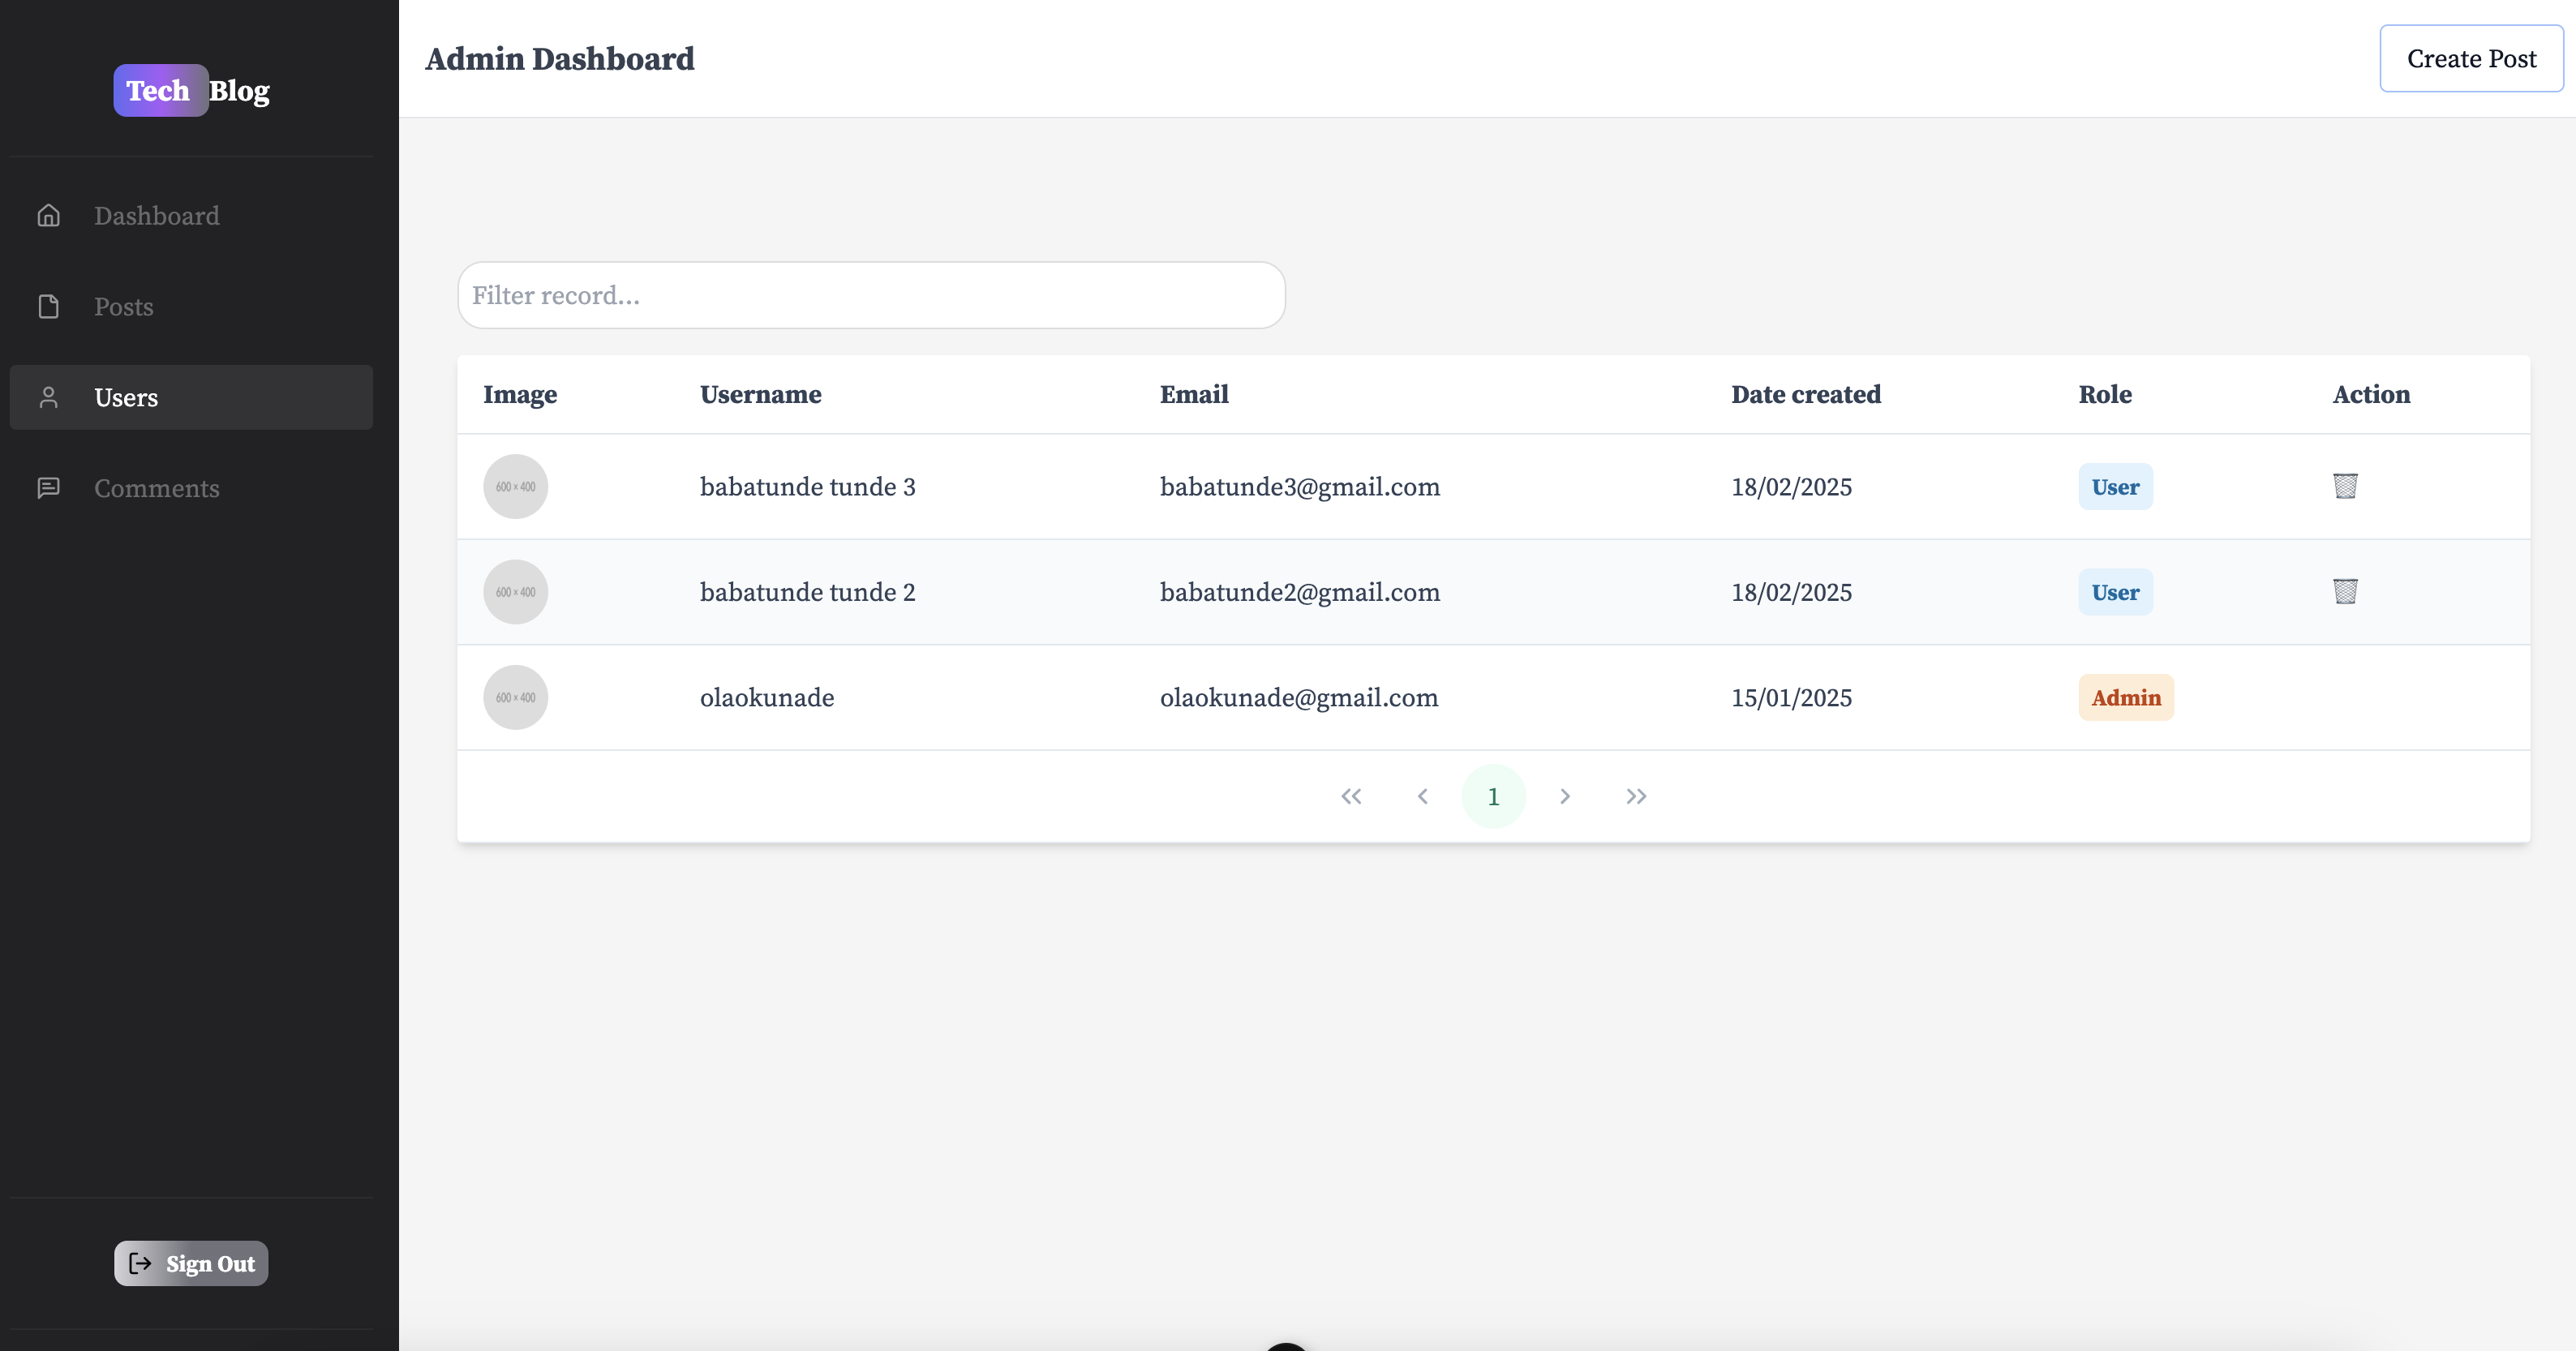 Tech Blog
Dashboard
Posts
Users
Comments
Sign Out
Admin Dashboard
Create Post
Filter record...
Image Username Email Date created Role Action
600 × 400 babatunde tunde 3 babatunde3@gmail.com 18/02/2025 User
600 × 400 babatunde tunde 2 babatunde2@gmail.com 18/02/2025 User
600 × 400 olaokunade olaokunade@gmail.com 15/01/2025 Admin
1